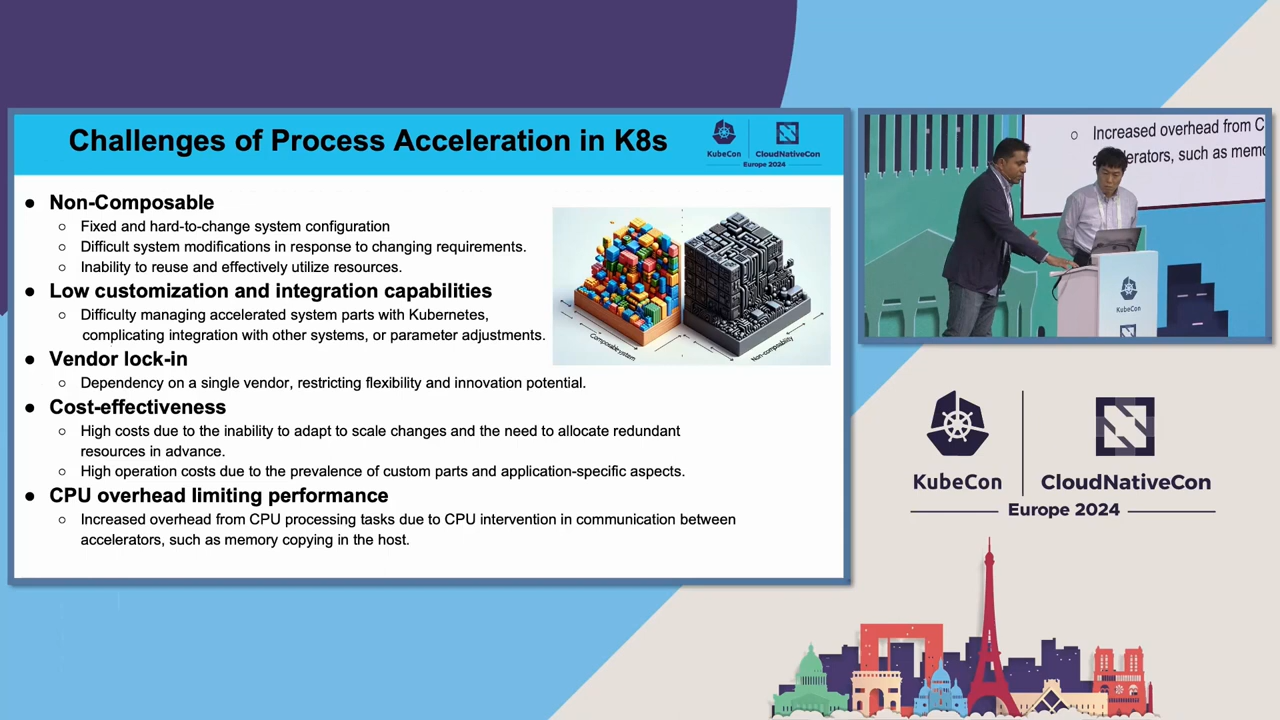 Challenges of Process Acceleration in K8s
KubeCon
CloudNativeCon
Europe 2024
● Non-Composable
○ Fixed and hard-to-change system configuration
○ Difficult system modifications in response to changing requirements.
○ Inability to reuse and effectively utilize resources.
● Low customization and integration capabilities
○ Difficulty managing accelerated system parts with Kubernetes,
complicating integration with other systems, or parameter adjustments.
● Vendor lock-in
○ Dependency on a single vendor, restricting flexibility and innovation potential.
● Cost-effectiveness
○ High costs due to the inability to adapt to scale changes and the need to allocate redundant
resources in advance.
○ High operation costs due to the prevalence of custom parts and application-specific aspects.
● CPU overhead limiting performance
○ Increased overhead from CPU processing tasks due to CPU intervention in communication between
accelerators, such as memory copying in the host.
Non-composability
○ Increased overhead from C
such as memo
KubeCon
KubeCon
CloudNativeCon
Europe 2024